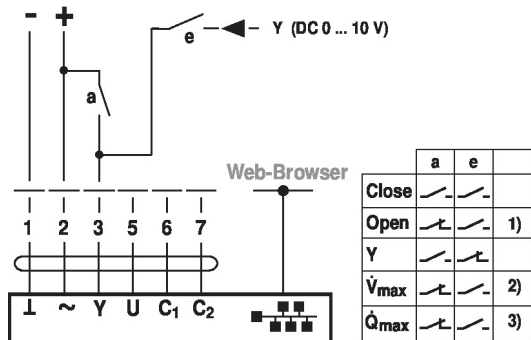 - +
e Y (DC 0 ... 10 V)
a
Web-Browser
1 2 3 5 6 7
⊥ ~ Y U C₁ C₂
a e
Close
Open 1)
Y
V̇max 2)
Q̇max 3)